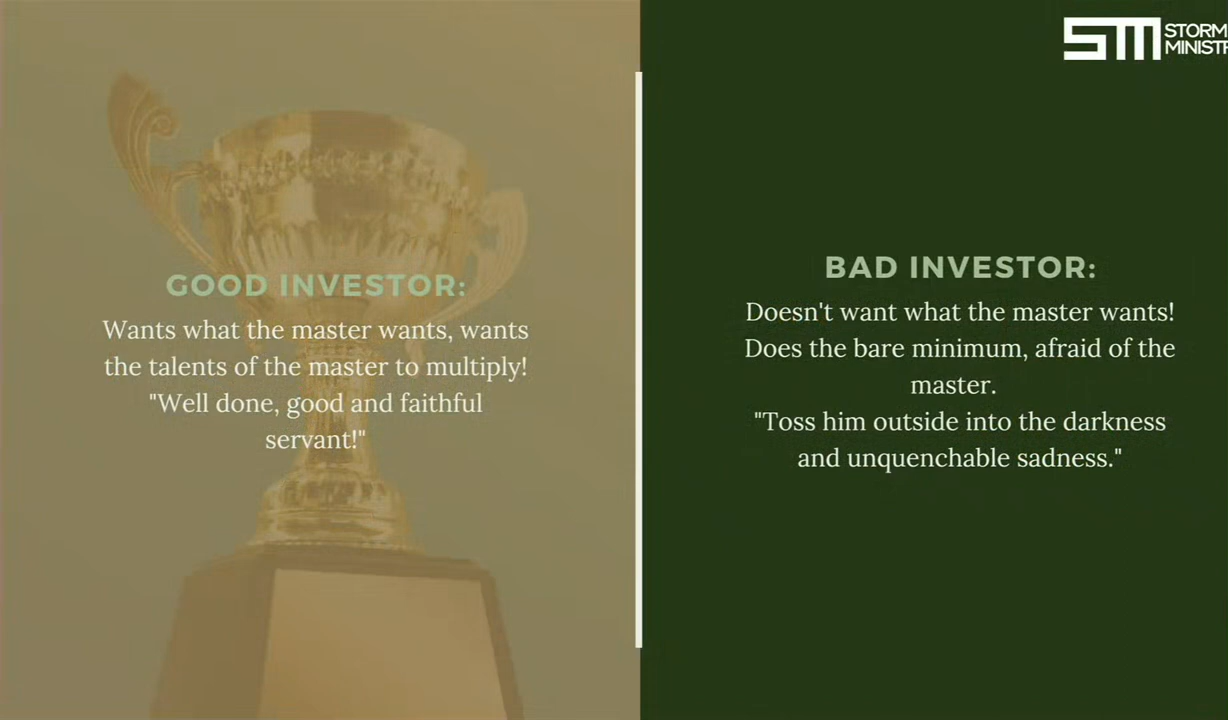 GOOD INVESTOR:
Wants what the master wants, wants
the talents of the master to multiply!
"Well done, good and faithful
servant!"
BAD INVESTOR:
Doesn't want what the master wants!
Does the bare minimum, afraid of the
master.
"Toss him outside into the darkness
and unquenchable sadness."
SM
STORM